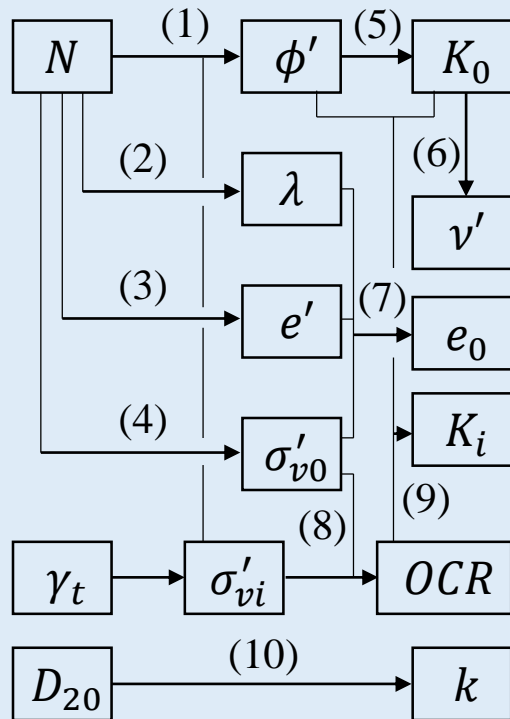 (1) (5)
N ϕ′ K₀
(2) (6)
λ
ν′
(3) (7)
e′ e₀
(4)
σ′ᵥ₀ Kᵢ
(8) (9)
γₜ σ′ᵥᵢ OCR
(10)
D₂₀ k